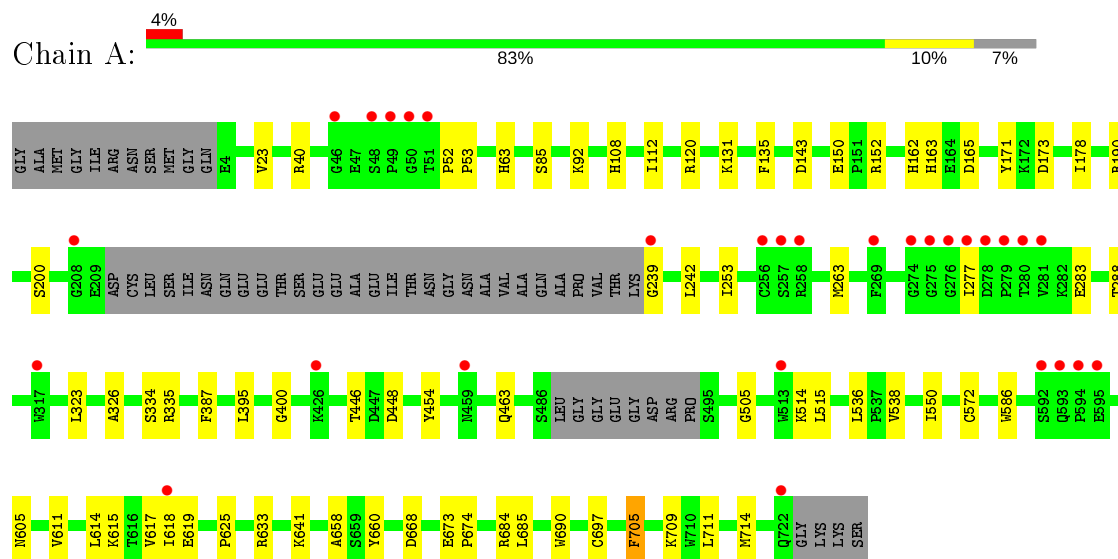 4%
Chain A:
83% 10% 7%
GLY ALA MET GLY ILE ARG ASN SER MET GLY GLN E4 V23 R40 G46 E47 S48 P49 G50 T51 P52 P53 H63 S85 K92 H108 I112 R120 K131 F135 D143 E150 P151 R152 H162 H163 E164 D165 Y171 K172 D173 I178 R190
S200 G208 E209 ASP CYS LEU SER ILE ASN GLN GLU GLU THR SER GLU GLU ALA GLU ILE THR ASN GLY ASN ALA VAL ALA GLN ALA PRO VAL THR LYS G239 L242 I253 C256 S257 R258 M263 F269 G274 G275 G276 I277 D278 P279 T280 V281 K282 E283 T288
W317 L323 A326 S334 R335 F387 L395 G400 K426 T446 D447 D448 Y454 N459 Q463 S486 LEU GLY GLY GLU GLY ASP ARG PRO S495 G505 W513 K514 L515 L536 P537 V538 I550 C572 W586 S592 Q593 P594 E595
N605 V611 L614 K615 T616 V617 I618 E619 P625 R633 K641 A658 S659 Y660 D668 E673 P674 R684 L685 W690 C697 F705 K709 W710 L711 M714 Q722 GLY LYS LYS SER